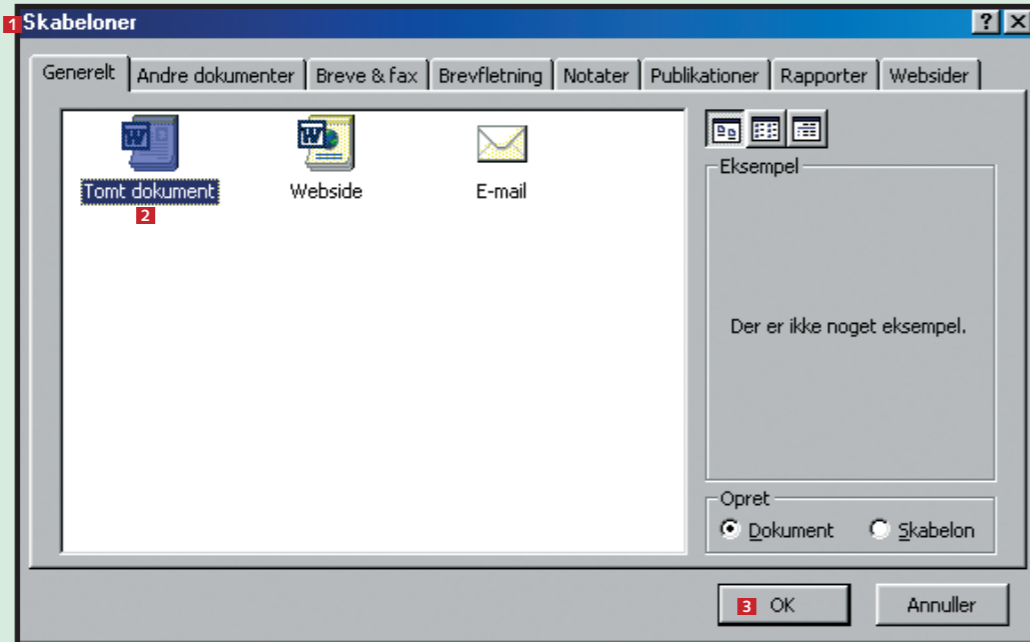 1 Skabeloner
Generelt Andre dokumenter Breve & fax Brevfletning Notater Publikationer Rapporter Websider
Tomt dokument Webside E-mail
2
Eksempel
Der er ikke noget eksempel.
Opret
Dokument Skabelon
3 OK Annuller